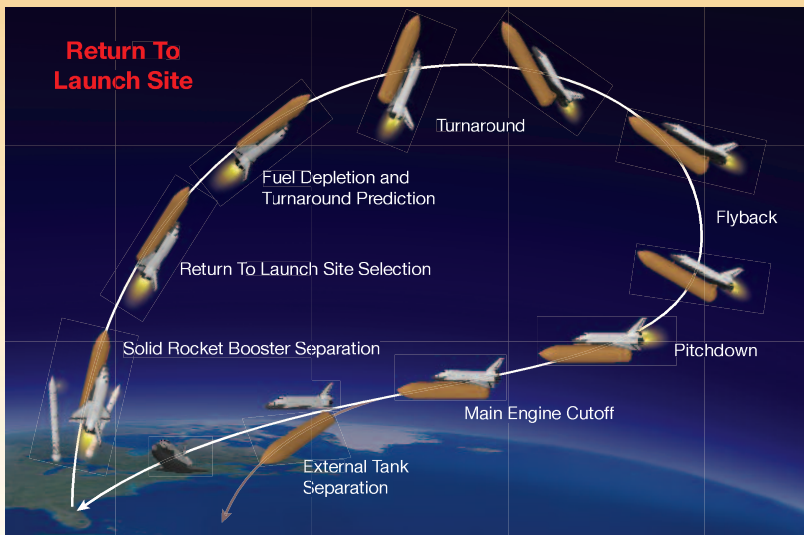 Return To
Launch Site
Turnaround
Fuel Depletion and
Turnaround Prediction
Flyback
Return To Launch Site Selection
Solid Rocket Booster Separation
Pitchdown
Main Engine Cutoff
External Tank
Separation